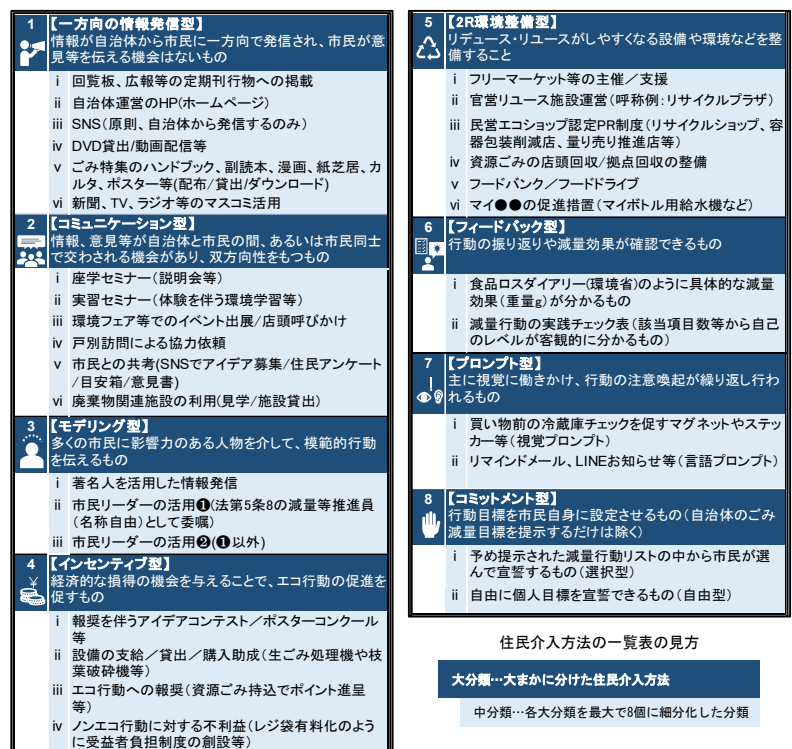 1 【一方向の情報発信型】
情報が自治体から市民に一方向で発信され、市民が意
見等を伝える機会はないもの
i 回覧板、広報等の定期刊行物への掲載
ii 自治体運営のHP(ホームページ)
iii SNS(原則、自治体から発信するのみ)
iv DVD貸出/動画配信等
v ごみ特集のハンドブック、副読本、漫画、紙芝居、カ
ルタ、ポスター等(配布/貸出/ダウンロード)
vi 新聞、TV、ラジオ等のマスコミ活用
2 【コミュニケーション型】
情報、意見等が自治体と市民の間、あるいは市民同士
で交わされる機会があり、双方向性をもつもの
i 座学セミナー(説明会等)
ii 実習セミナー(体験を伴う環境学習等)
iii 環境フェア等でのイベント出展/店頭呼びかけ
iv 戸別訪問による協力依頼
v 市民との共考(SNSでアイデア募集/住民アンケート
/目安箱/意見書)
vi 廃棄物関連施設の利用(見学/施設貸出)
3 【モデリング型】
多くの市民に影響力のある人物を介して、模範的行動
を伝えるもの
i 著名人を活用した情報発信
ii 市民リーダーの活用❶(法第5条8の減量等推進員
(名称自由)として委嘱)
iii 市民リーダーの活用❷(❶以外)
4 【インセンティブ型】
経済的な損得の機会を与えることで、エコ行動の促進を
促すもの
i 報奨を伴うアイデアコンテスト/ポスターコンクール
等
ii 設備の支給/貸出/購入助成(生ごみ処理機や枝
葉破砕機等)
iii エコ行動への報奨(資源ごみ持込でポイント進呈
等)
iv ノンエコ行動に対する不利益(レジ袋有料化のよう
に受益者負担制度の創設等)
5 【2R環境整備型】
リデュース・リユースがしやすくなる設備や環境などを整
備すること
i フリーマーケット等の主催/支援
ii 官営リユース施設運営(呼称例:リサイクルプラザ)
iii 民営エコショップ認定PR制度(リサイクルショップ、容
器包装削減店、量り売り推進店等)
iv 資源ごみの店頭回収/拠点回収の整備
v フードバンク/フードドライブ
vi マイ●●の促進措置(マイボトル用給水機など)
6 【フィードバック型】
行動の振り返りや減量効果が確認できるもの
i 食品ロスダイアリー(環境省)のように具体的な減量
効果(重量g)が分かるもの
ii 減量行動の実践チェック表(該当項目数等から自己
のレベルが客観的に分かるもの)
7 【プロンプト型】
主に視覚に働きかけ、行動の注意喚起が繰り返し行わ
れるもの
i 買い物前の冷蔵庫チェックを促すマグネットやステッ
カー等(視覚プロンプト)
ii リマインドメール、LINEお知らせ等(言語プロンプト)
8 【コミットメント型】
行動目標を市民自身に設定させるもの(自治体のごみ
減量目標を提示するだけは除く)
i 予め提示された減量行動リストの中から市民が選
んで宣誓するもの(選択型)
ii 自由に個人目標を宣誓できるもの(自由型)
住民介入方法の一覧表の見方
大分類…大まかに分けた住民介入方法
中分類…各大分類を最大で8個に細分化した分類